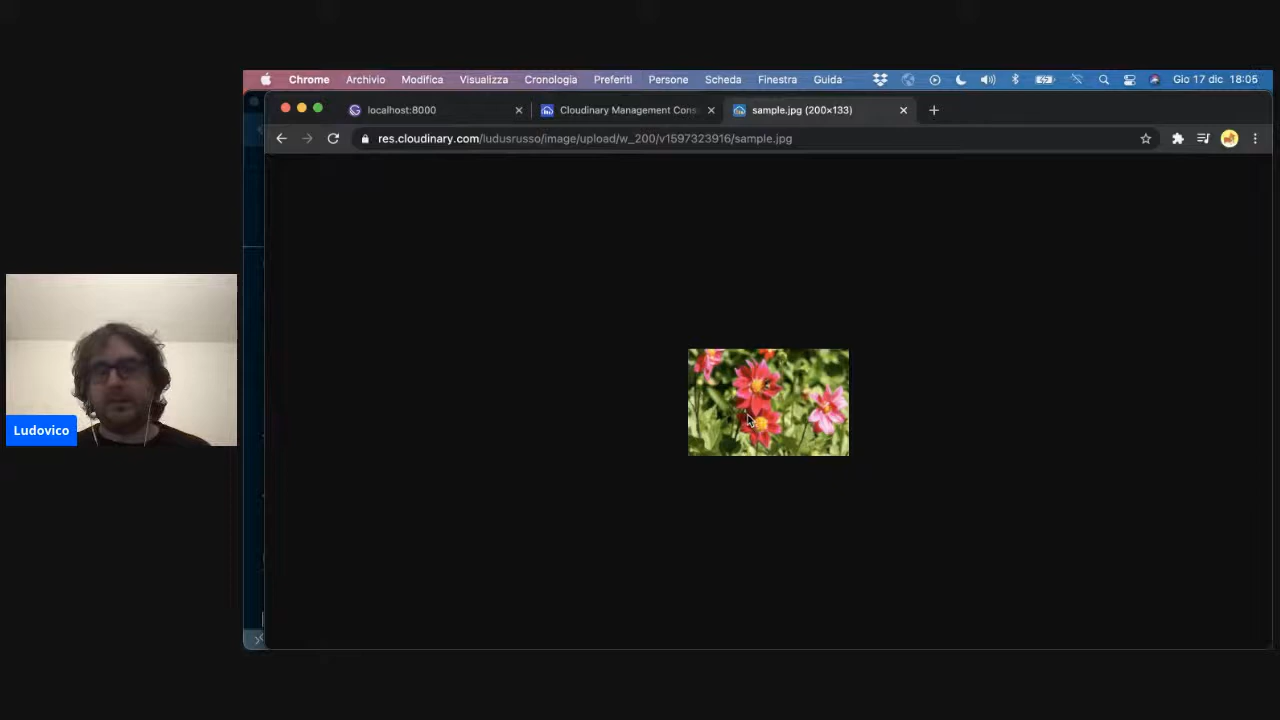 Chrome Archivio Modifica Visualizza Cronologia Preferiti Persone Scheda Finestra Guida Gio 17 dic 18:05
localhost:8000 Cloudinary Management Cons sample.jpg (200×133)
res.cloudinary.com/ludusrusso/image/upload/w_200/v1597323916/sample.jpg
Ludovico